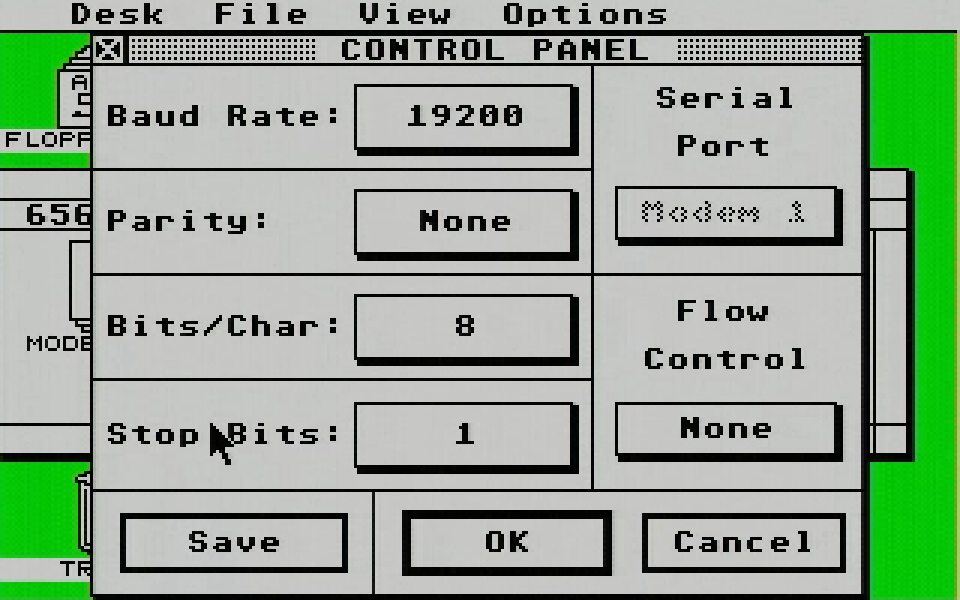 Desk File View Options
CONTROL PANEL
A
FLOPP
656
MODE
TR
Baud Rate: 19200
Parity: None
Bits/Char: 8
Stop Bits: 1
Serial
Port
Modem 1
Flow
Control
None
Save OK Cancel